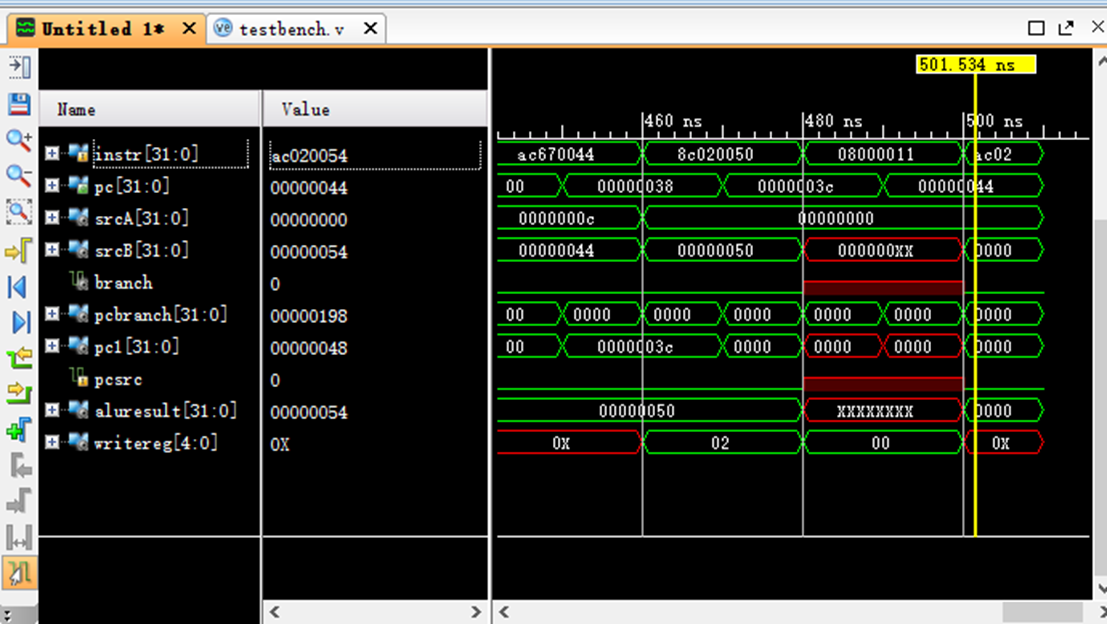 Untitled 1* testbench.v
501.534 ns
Name Value
460 ns 480 ns 500 ns
instr[31:0] ac020054 ac670044 8c020050 08000011 ac02
pc[31:0] 00000044 00 00000038 0000003c 00000044
srcA[31:0] 00000000 0000000c 00000000
srcB[31:0] 00000054 00000044 00000050 000000XX 0000
branch 0
pcbranch[31:0] 00000198 00 0000 0000 0000 0000 0000 0000
pc1[31:0] 00000048 00 0000003c 0000 0000 0000 0000
pcsrc 0
aluresult[31:0] 00000054 00000050 XXXXXXXX 0000
writereg[4:0] 0X 0X 02 00 0X